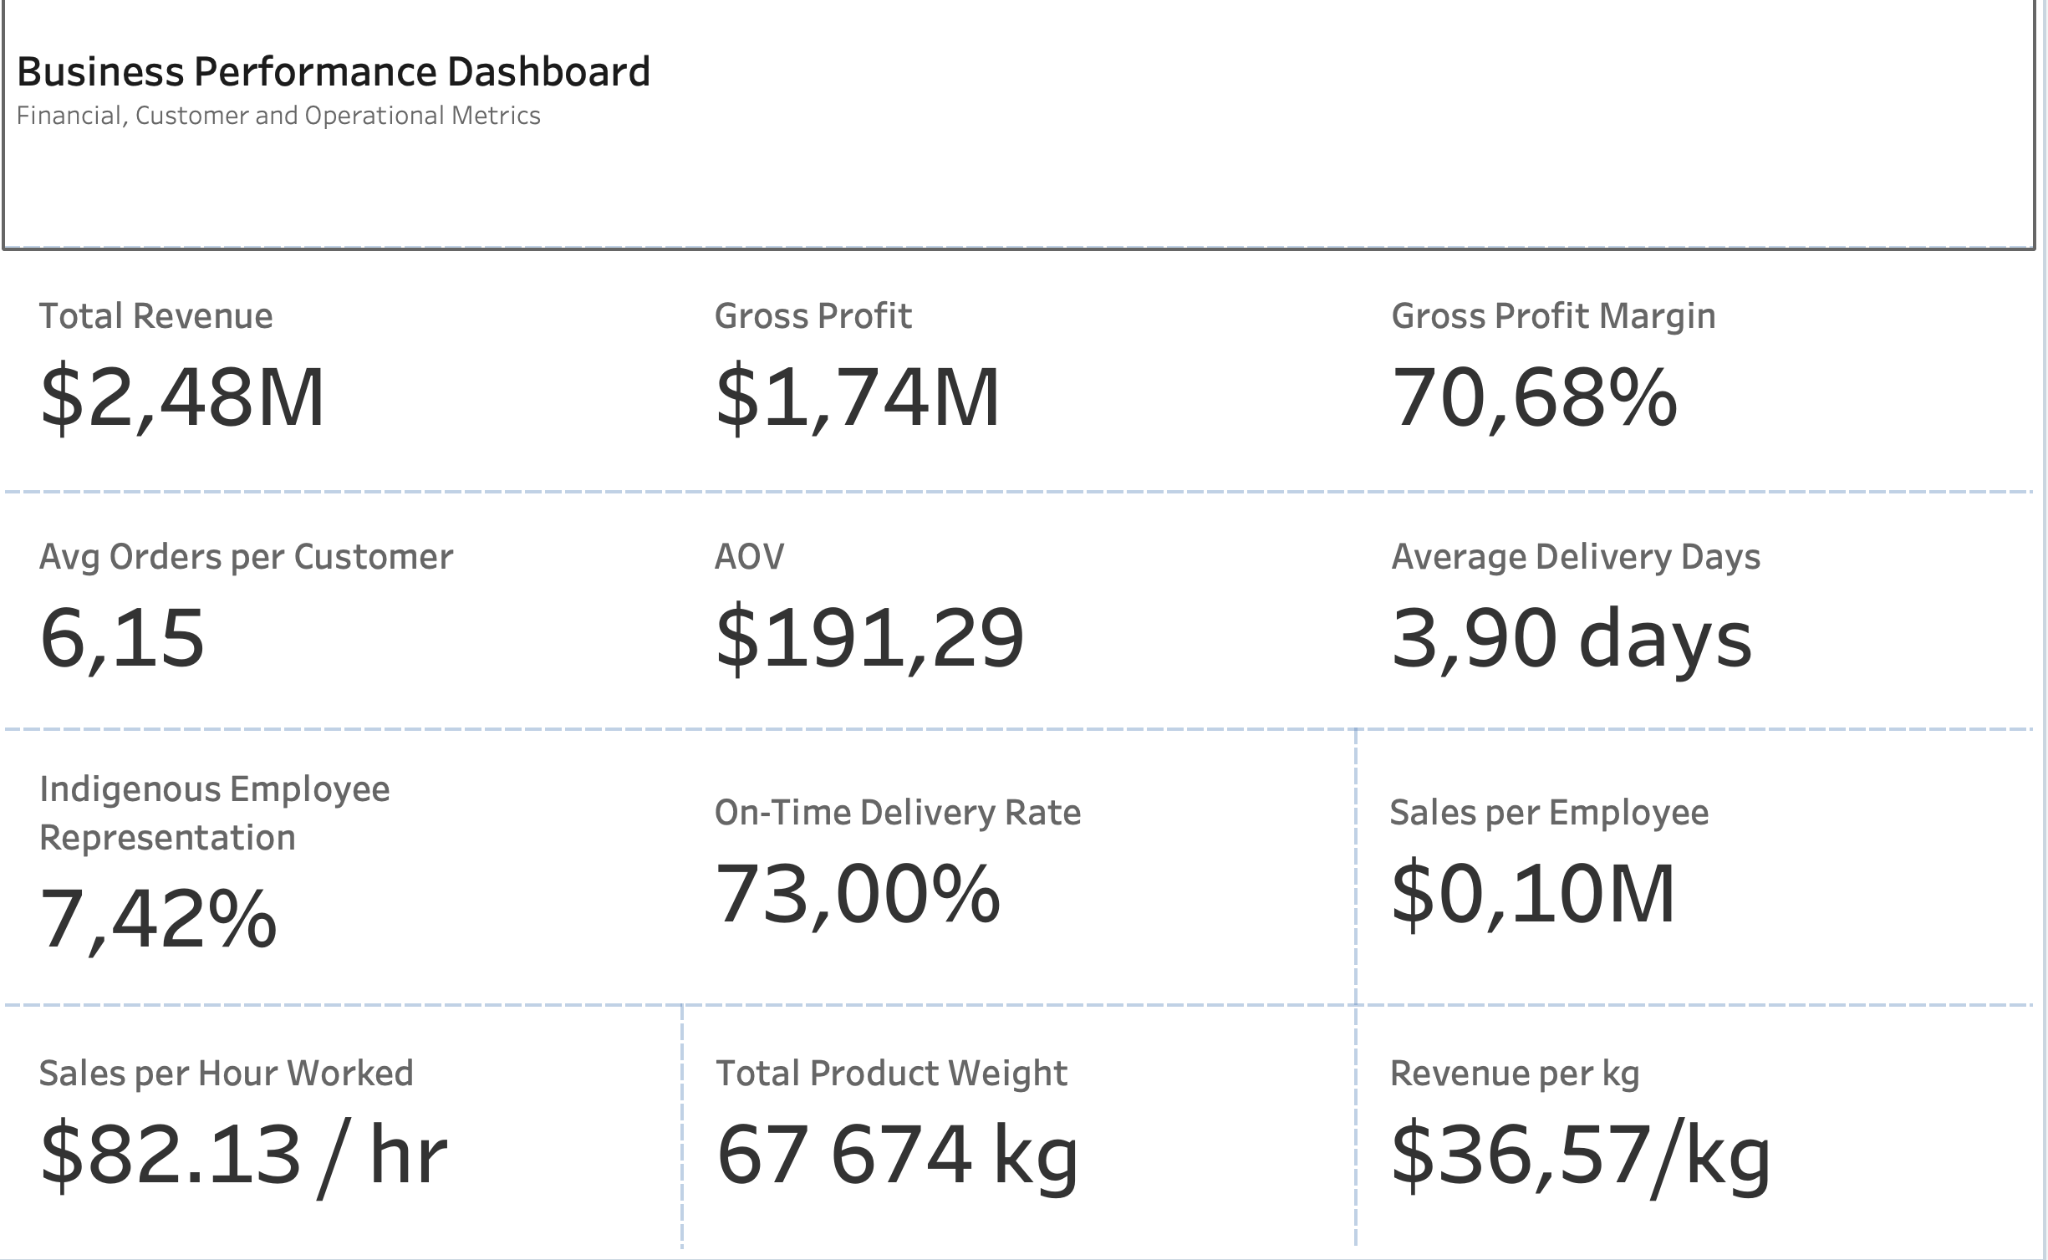 Business Performance Dashboard
Financial, Customer and Operational Metrics
Total Revenue
$2,48M
Gross Profit
$1,74M
Gross Profit Margin
70,68%
Avg Orders per Customer
6,15
AOV
$191,29
Average Delivery Days
3,90 days
Indigenous Employee
Representation
7,42%
On-Time Delivery Rate
73,00%
Sales per Employee
$0,10M
Sales per Hour Worked
$82.13 / hr
Total Product Weight
67 674 kg
Revenue per kg
$36,57/kg